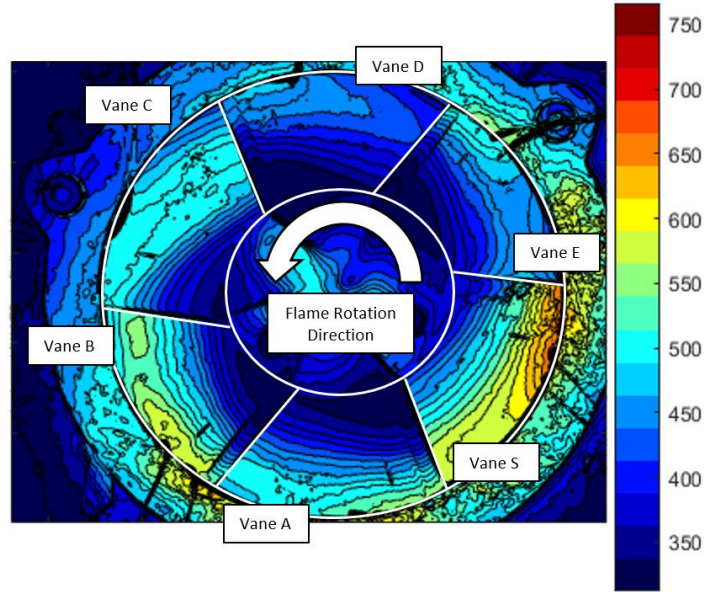 Vane D
Vane C
Vane E
Flame Rotation
Direction
Vane B
Vane S
Vane A
750
700
650
600
550
500
450
400
350